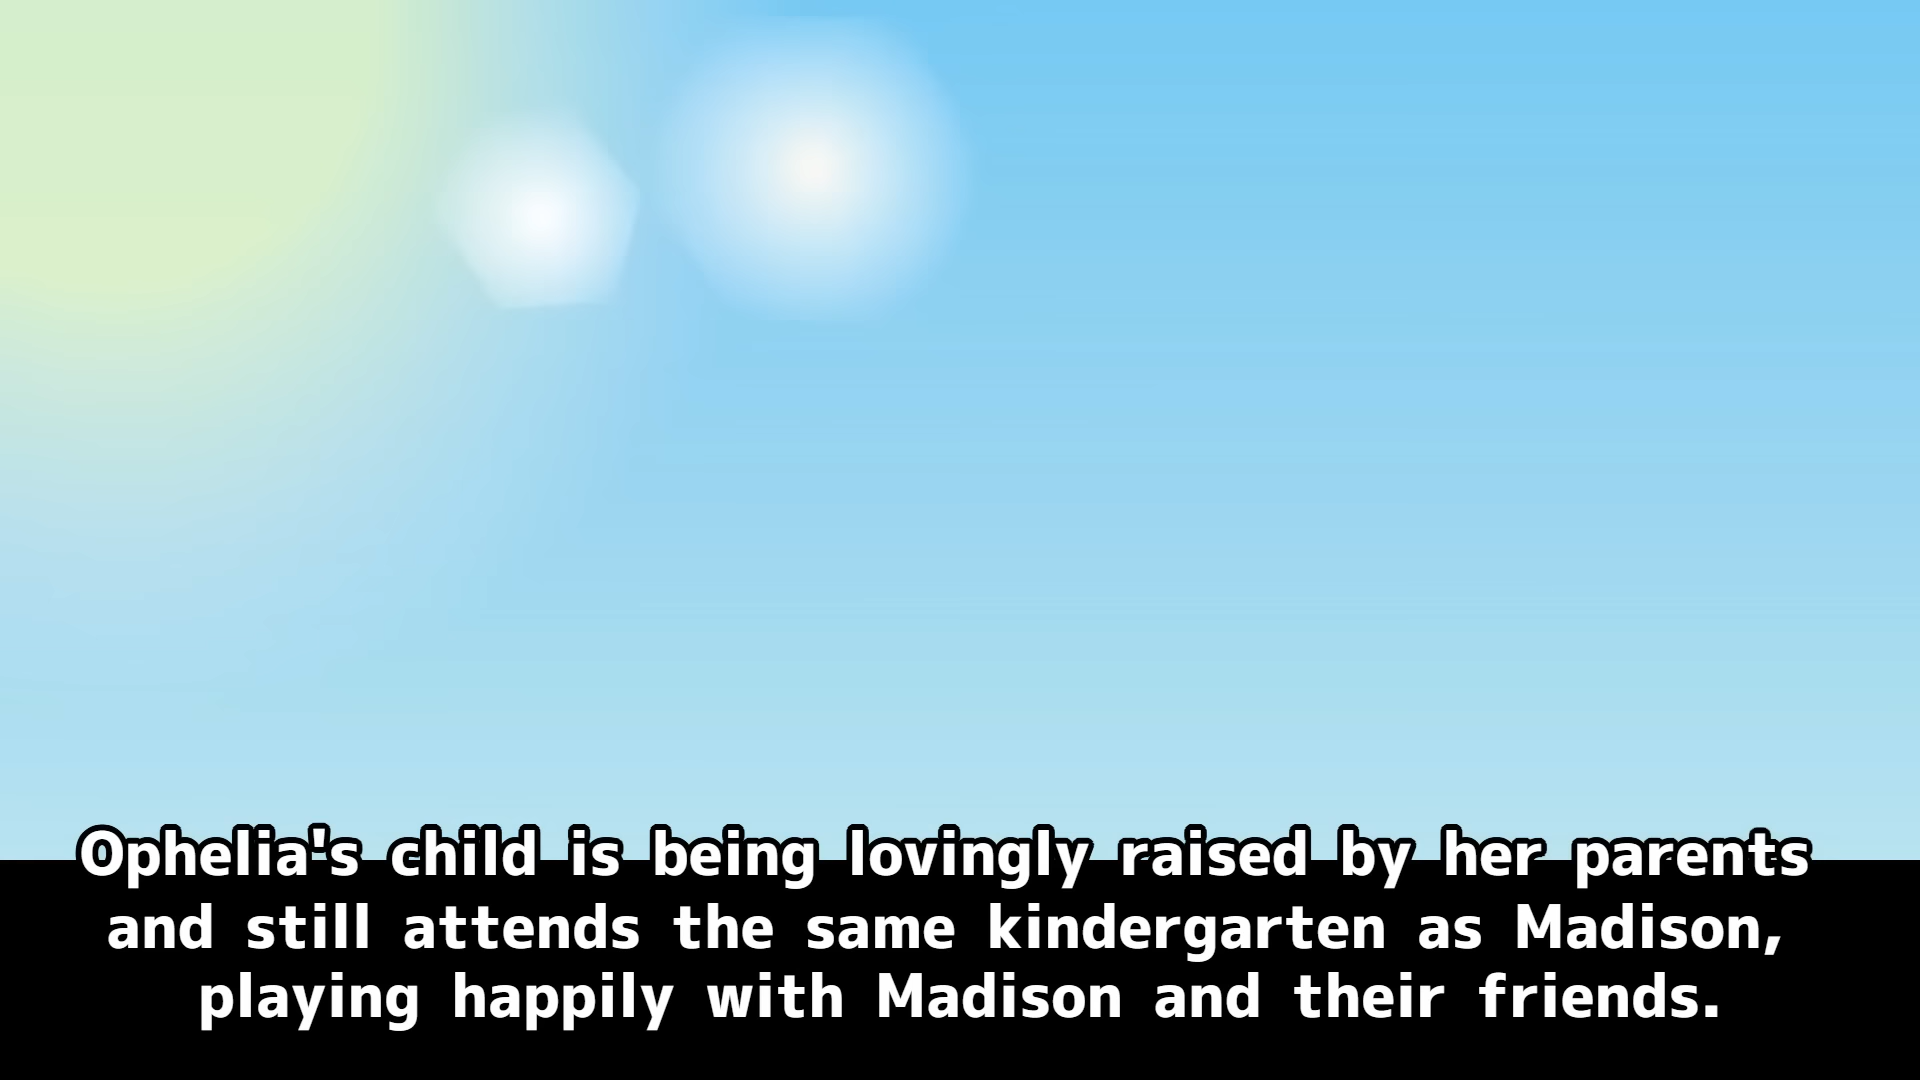 Ophelia's child is being lovingly raised by her parents
and still attends the same kindergarten as Madison,
playing happily with Madison and their friends.